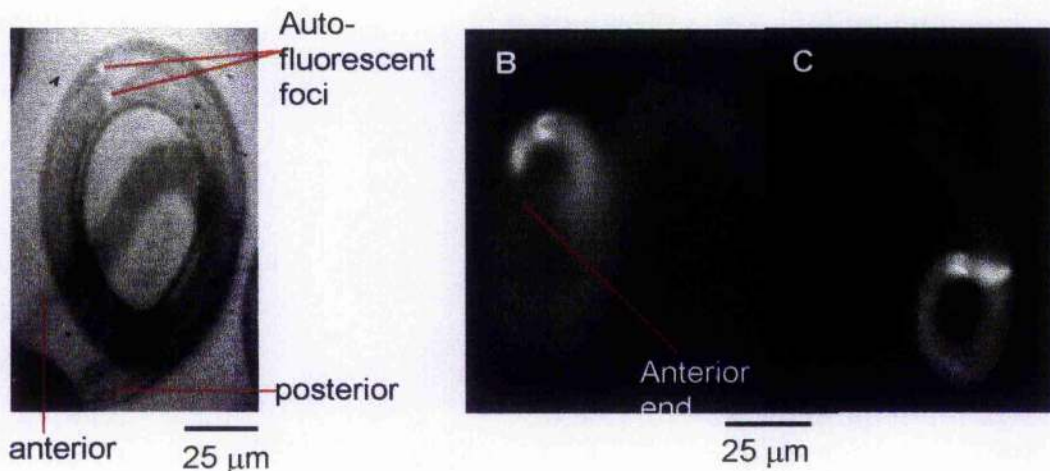 Auto-
fluorescent
foci
posterior
anterior
25 µm
B
C
Anterior
end
25 µm